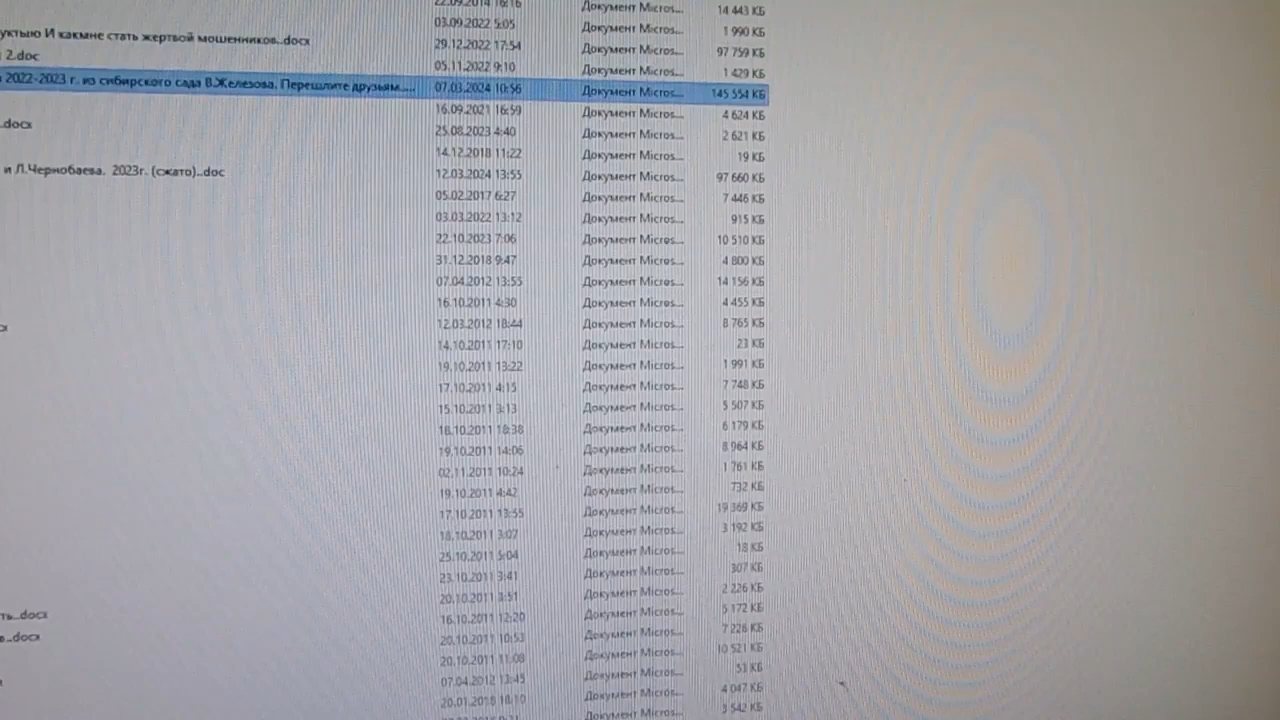 22.09.2014 16:16 Документ Micros... 14 443 КБ
03.09.2022 5:05 Документ Micros... 1 990 КБ
уктыю И какмне стать жертвой мошенников..docx 29.12.2022 17:54 Документ Micros... 97 759 КБ
2.doc 05.11.2022 9:10 Документ Micros... 1 429 КБ
2022-2023 г. из сибирского сада В.Железова. Перешлите друзьям..... 07.03.2024 10:56 Документ Micros... 145 554 КБ
16.09.2021 16:59 Документ Micros... 4 624 КБ
.docx 25.08.2023 4:40 Документ Micros... 2 621 КБ
14.12.2018 11:22 Документ Micros... 19 КБ
и Л.Чернобаева. 2023г. (сжато)..doc 12.03.2024 13:55 Документ Micros... 97 660 КБ
05.02.2017 6:27 Документ Micros... 7 446 КБ
03.03.2022 13:12 Документ Micros... 915 КБ
22.10.2023 7:06 Документ Micros... 10 510 КБ
31.12.2018 9:47 Документ Micros... 4 800 КБ
07.04.2012 13:55 Документ Micros... 14 156 КБ
16.10.2011 4:30 Документ Micros... 4 455 КБ
12.03.2012 18:44 Документ Micros... 8 765 КБ
14.10.2011 17:10 Документ Micros... 23 КБ
19.10.2011 13:22 Документ Micros... 1 991 КБ
17.10.2011 4:15 Документ Micros... 7 748 КБ
15.10.2011 3:13 Документ Micros... 5 507 КБ
18.10.2011 18:38 Документ Micros... 6 179 КБ
19.10.2011 14:06 Документ Micros... 8 964 КБ
02.11.2011 10:24 Документ Micros... 1 761 КБ
19.10.2011 4:42 Документ Micros... 732 КБ
17.10.2011 13:55 Документ Micros... 19 369 КБ
18.10.2011 3:07 Документ Micros... 3 192 КБ
25.10.2011 5:04 Документ Micros... 18 КБ
23.10.2011 3:41 Документ Micros... 307 КБ
20.10.2011 3:51 Документ Micros... 2 226 КБ
ть..docx 16.10.2011 12:20 Документ Micros... 5 172 КБ
в...docx 20.10.2011 10:53 Документ Micros... 7 226 КБ
20.10.2011 11:08 Документ Micros... 10 521 КБ
07.04.2012 13:45 Документ Micros... 53 КБ
20.01.2018 18:10 Документ Micros... 4 047 КБ
Документ Micros... 3 542 КБ